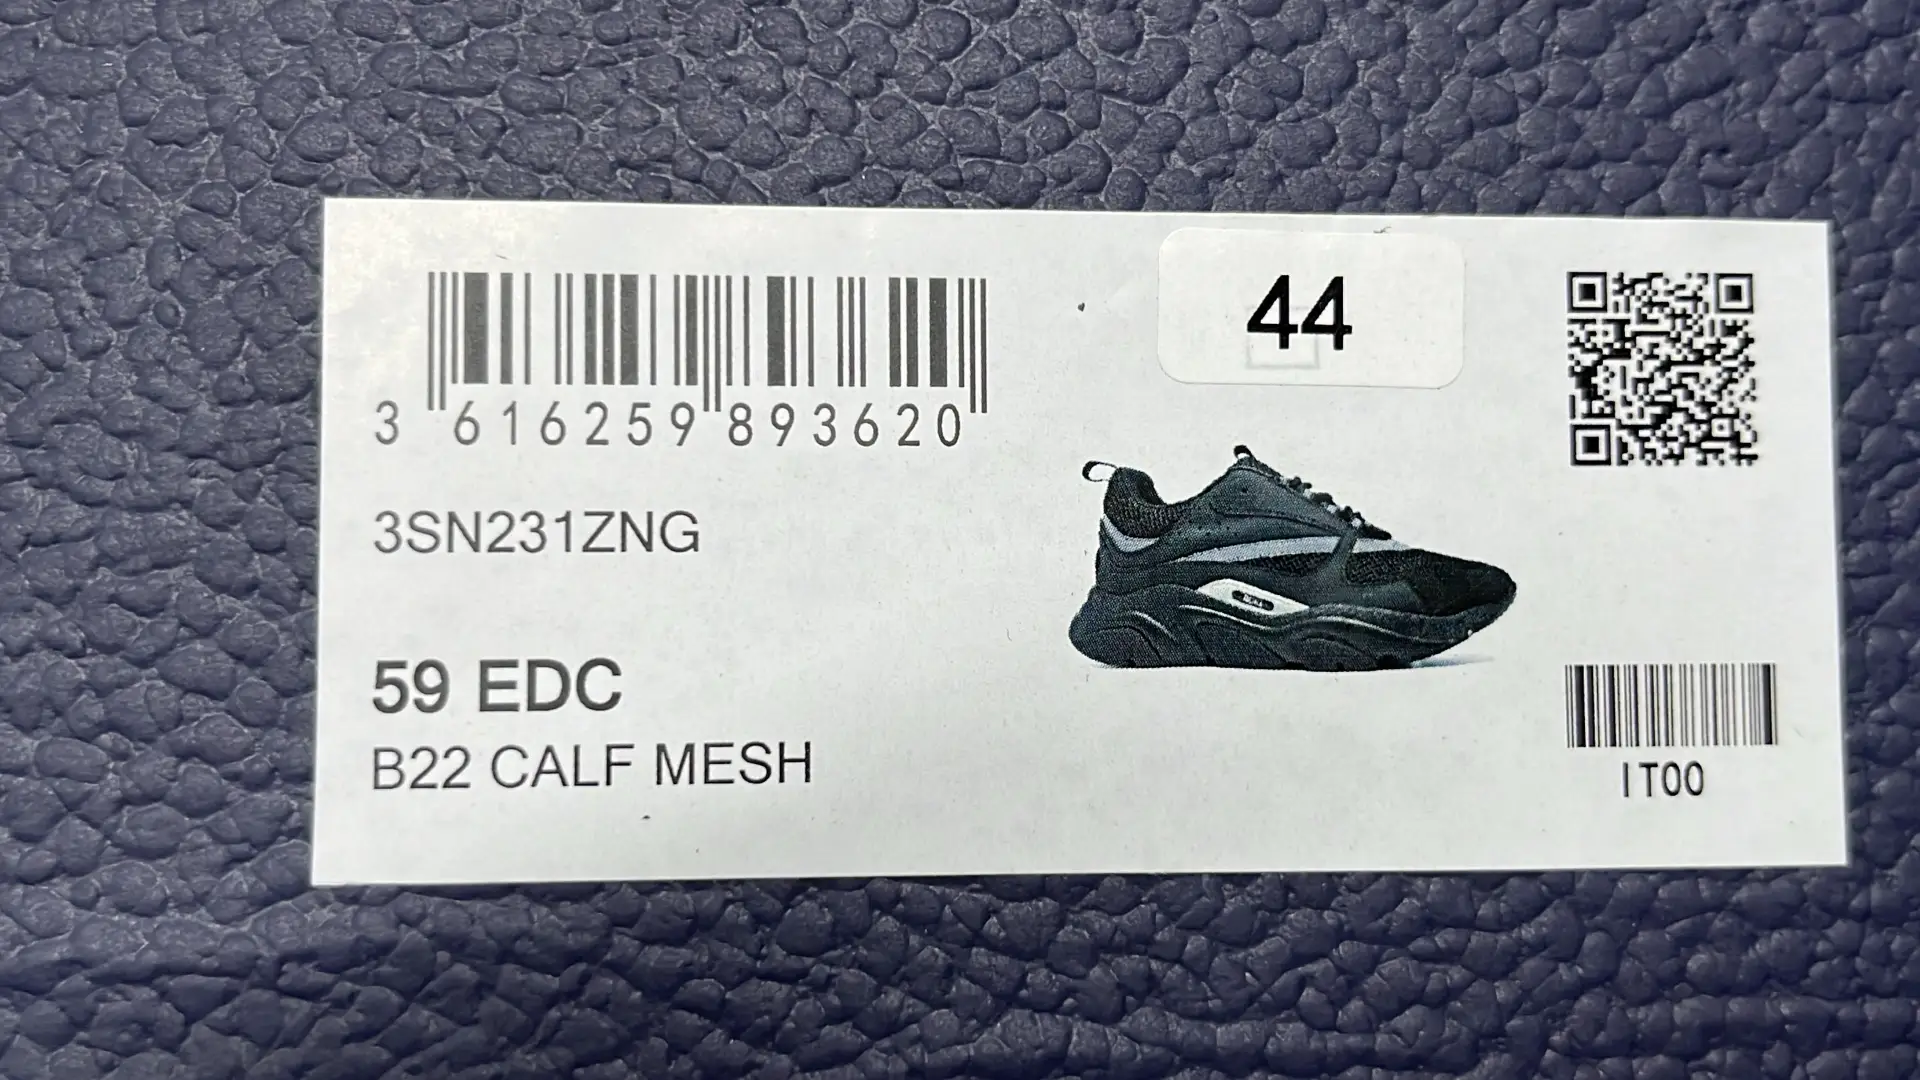 3 616259 893620
44
3SN231ZNG
59 EDC
B22 CALF MESH
IT00